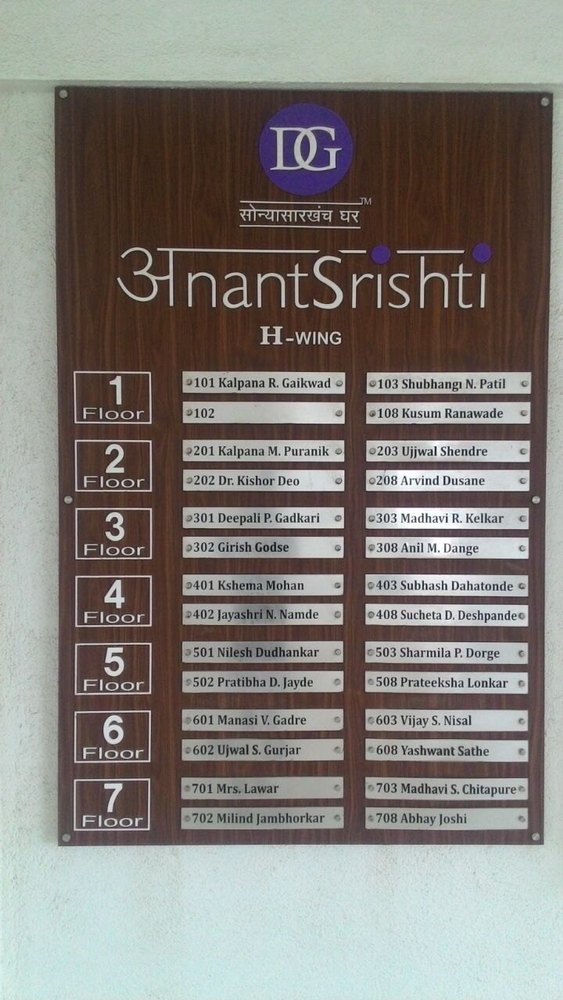 DG
सोन्यासारखंच घर ™
अnantSrishti
H-WING
1 Floor
101 Kalpana R. Gaikwad
103 Shubhangi N. Patil
102
108 Kusum Ranawade
2 Floor
201 Kalpana M. Puranik
203 Ujjwal Shendre
202 Dr. Kishor Deo
208 Arvind Dusane
3 Floor
301 Deepali P. Gadkari
303 Madhavi R. Kelkar
302 Girish Godse
308 Anil M. Dange
4 Floor
401 Kshema Mohan
403 Subhash Dahatonde
402 Jayashri N. Namde
408 Sucheta D. Deshpande
5 Floor
501 Nilesh Dudhankar
503 Sharmila P. Dorge
502 Pratibha D. Jayde
508 Prateeksha Lonkar
6 Floor
601 Manasi V. Gadre
603 Vijay S. Nisal
602 Ujwal S. Gurjar
608 Yashwant Sathe
7 Floor
701 Mrs. Lawar
703 Madhavi S. Chitapure
702 Milind Jambhorkar
708 Abhay Joshi